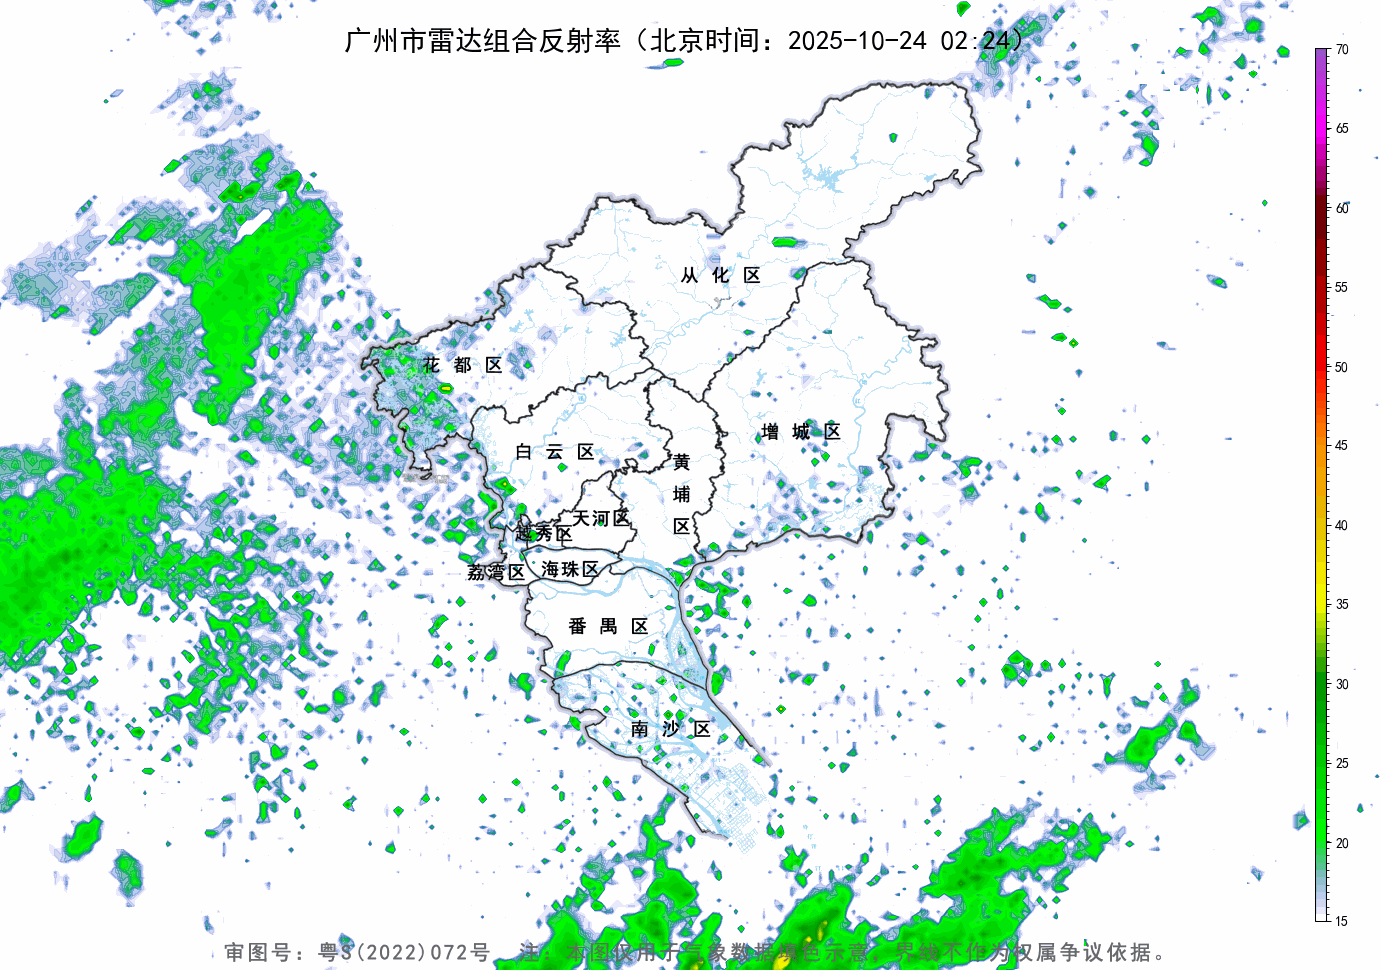 广州市雷达组合反射率（北京时间：2025-10-24 02:24）
70
65
60
55
50
45
40
35
30
25
20
15
从化区
花都区
增城区
白云区
黄埔区
天河区
越秀区
荔湾区
海珠区
番禺区
南沙区
审图号：粤S(2022)072号 注：本图仅用于气象数据填色示意，界线不作为权属争议依据。